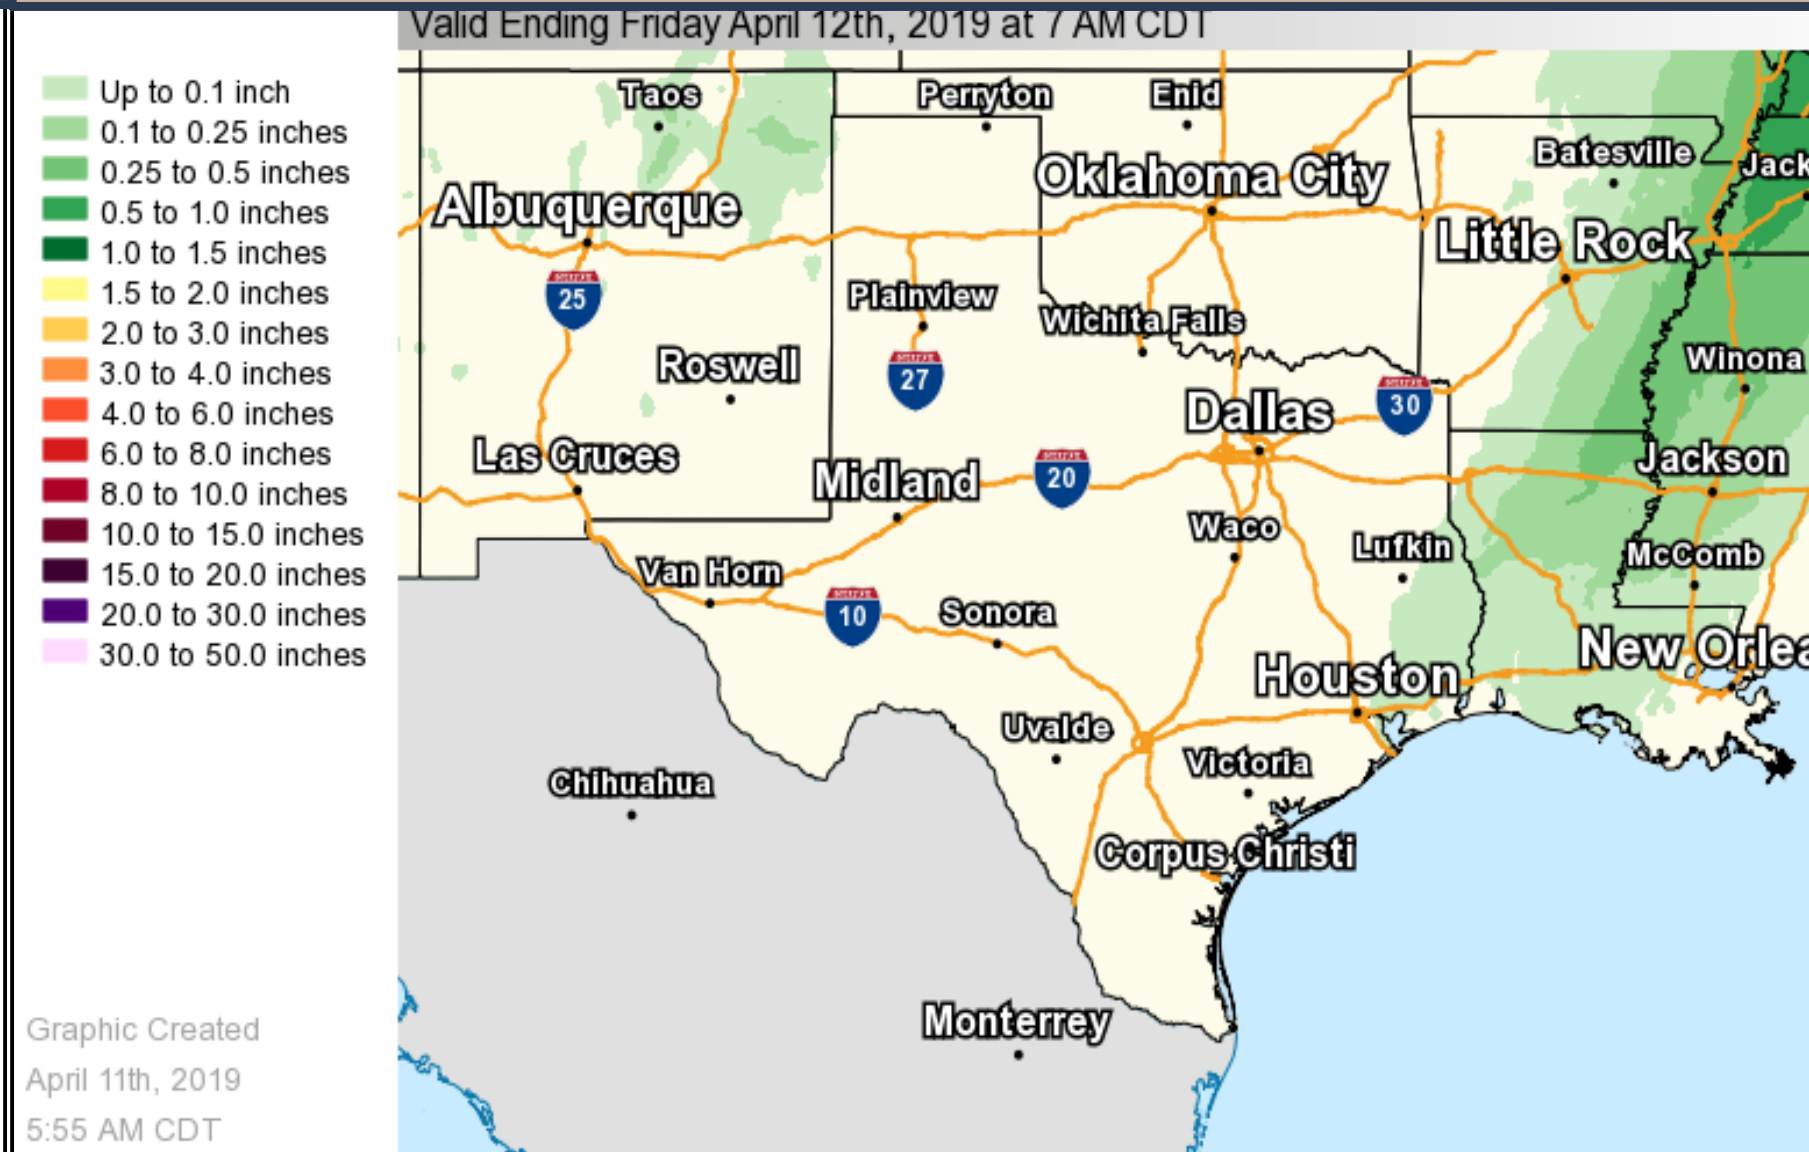 Valid Ending Friday April 12th, 2019 at 7 AM CDT
Up to 0.1 inch
0.1 to 0.25 inches
0.25 to 0.5 inches
0.5 to 1.0 inches
1.0 to 1.5 inches
1.5 to 2.0 inches
2.0 to 3.0 inches
3.0 to 4.0 inches
4.0 to 6.0 inches
6.0 to 8.0 inches
8.0 to 10.0 inches
10.0 to 15.0 inches
15.0 to 20.0 inches
20.0 to 30.0 inches
30.0 to 50.0 inches
Graphic Created
April 11th, 2019
5:55 AM CDT
Taos
Perryton
Enid
Batesville
Jack
Oklahoma City
Albuquerque
Little Rock
25
Plainview
Wichita Falls
Winona
Roswell
27
30
Dallas
Las Cruces
Midland
20
Jackson
Waco
Lufkin
McComb
Van Horn
10
Sonora
New Orlea
Houston
Uvalde
Victoria
Chihuahua
Corpus Christi
Monterrey